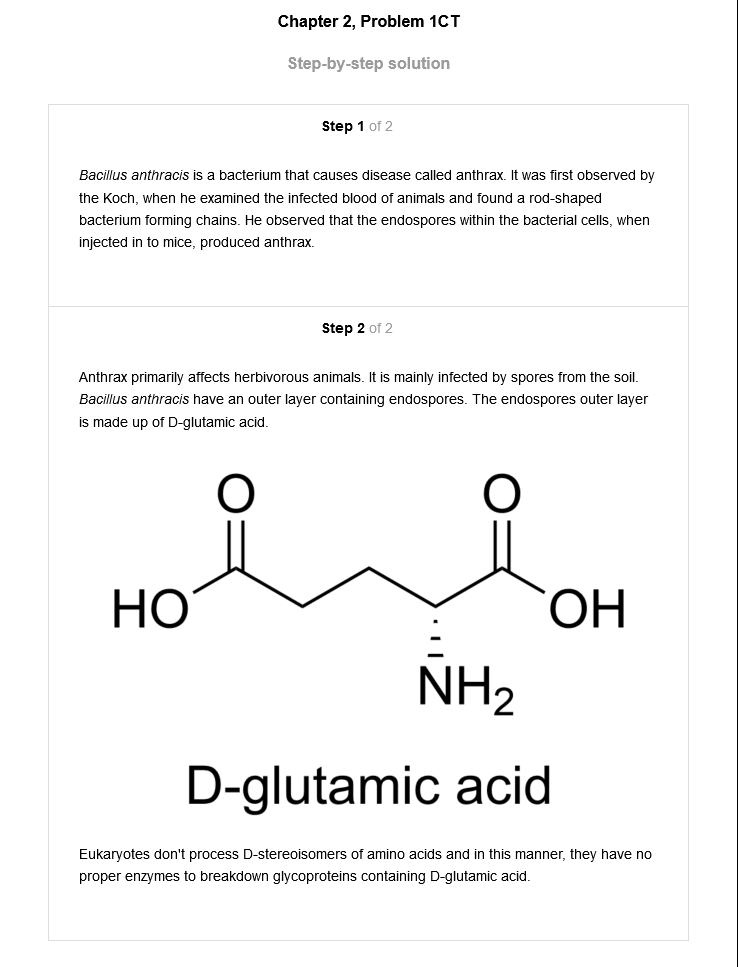 Chapter 2, Problem 1CT
Step-by-step solution
Step 1 of 2
Bacillus anthracis is a bacterium that causes disease called anthrax. It was first observed by
the Koch, when he examined the infected blood of animals and found a rod-shaped
bacterium forming chains. He observed that the endospores within the bacterial cells, when
injected in to mice, produced anthrax.
Step 2 of 2
Anthrax primarily affects herbivorous animals. It is mainly infected by spores from the soil.
Bacillus anthracis have an outer layer containing endospores. The endospores outer layer
is made up of D-glutamic acid.
O O
HO OH
NH₂
D-glutamic acid
Eukaryotes don't process D-stereoisomers of amino acids and in this manner, they have no
proper enzymes to breakdown glycoproteins containing D-glutamic acid.